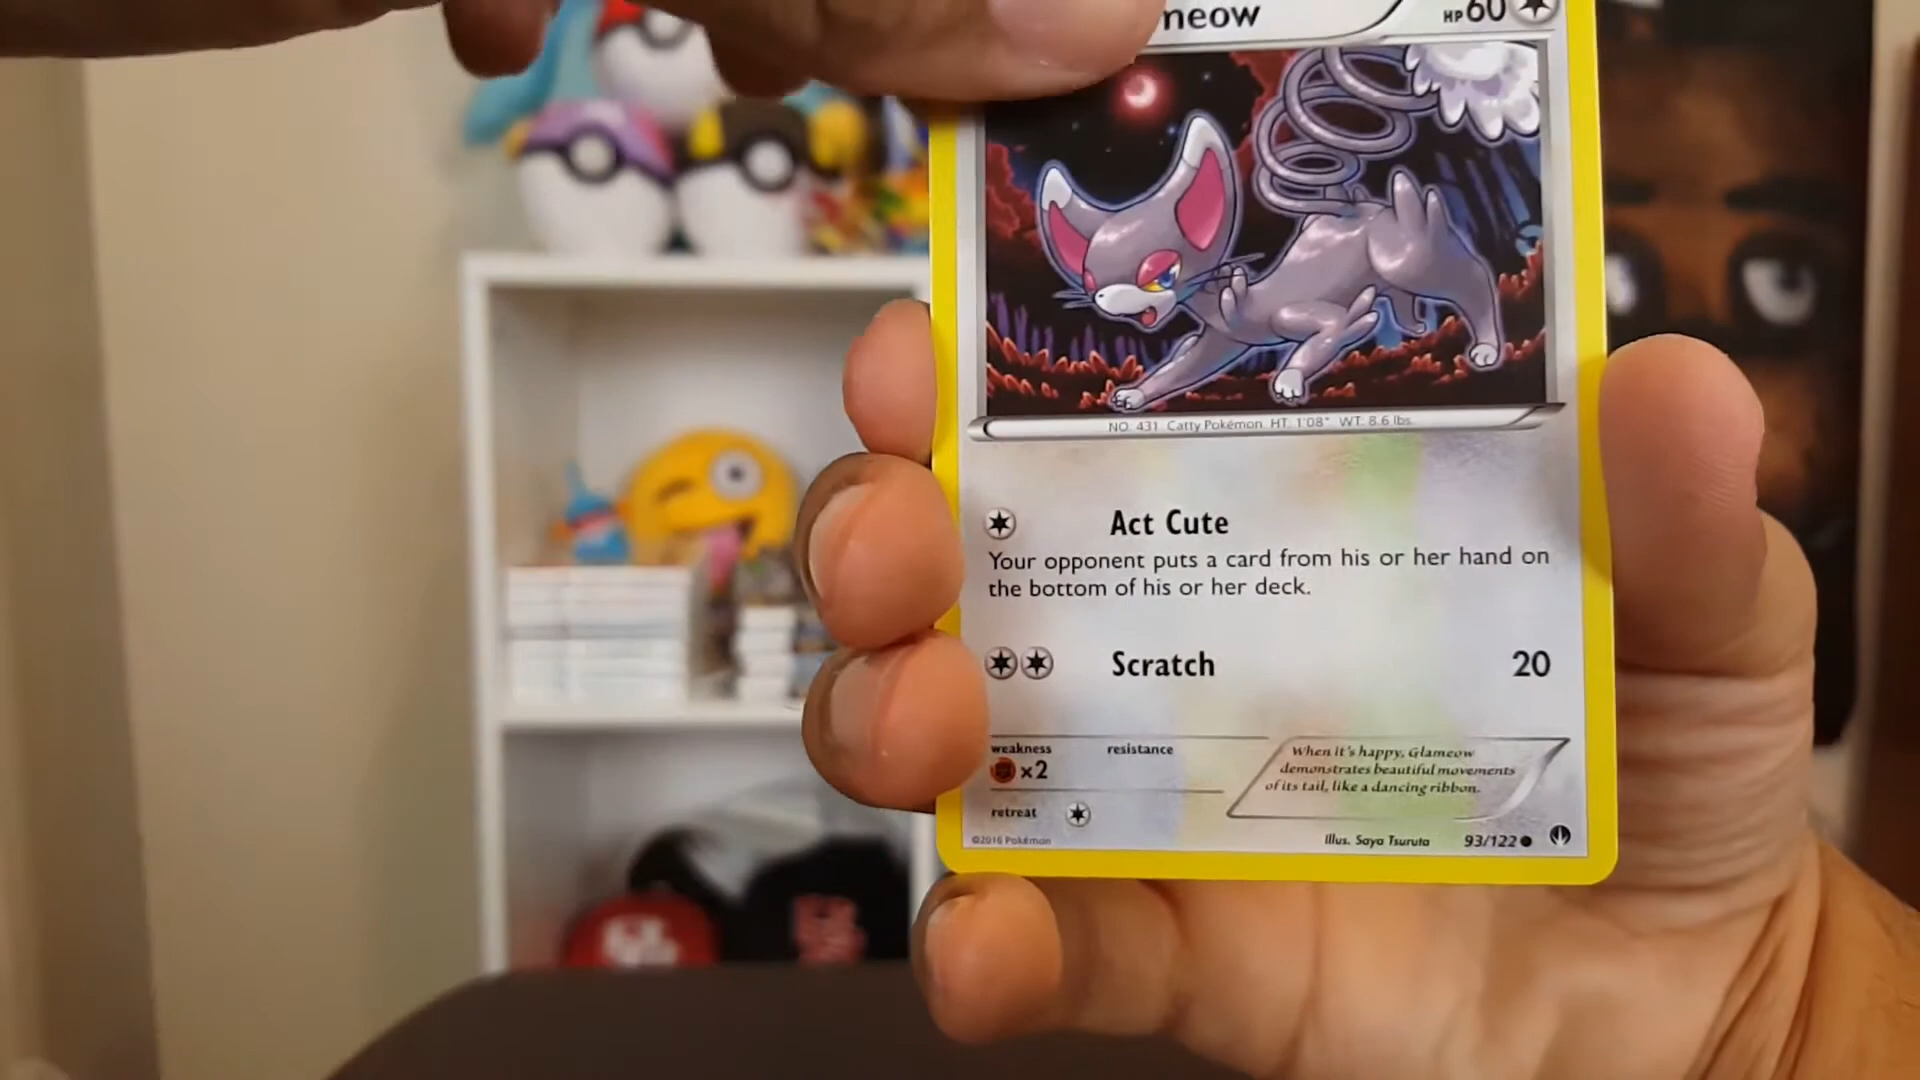 meow
HP 60
NO. 431 Catty Pokémon. HT: 1'08" WT: 8.6 lbs.
Act Cute
Your opponent puts a card from his or her hand on
the bottom of his or her deck.
Scratch 20
weakness resistance
×2
When it's happy, Glameow
demonstrates beautiful movements
of its tail, like a dancing ribbon.
retreat
©2016 Pokémon
Illus. Saya Tsuruta 93/122